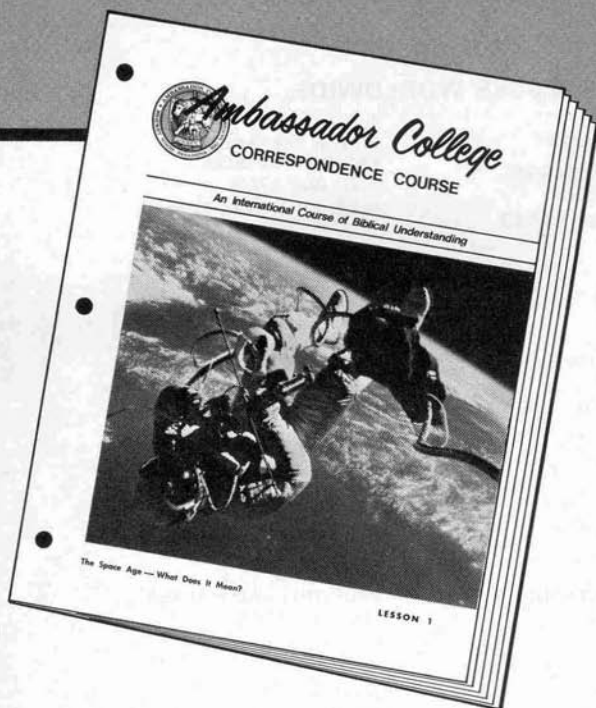 Ambassador College
CORRESPONDENCE COURSE
An International Course of Biblical Understanding
The Space Age — What Does It Mean?
LESSON 1